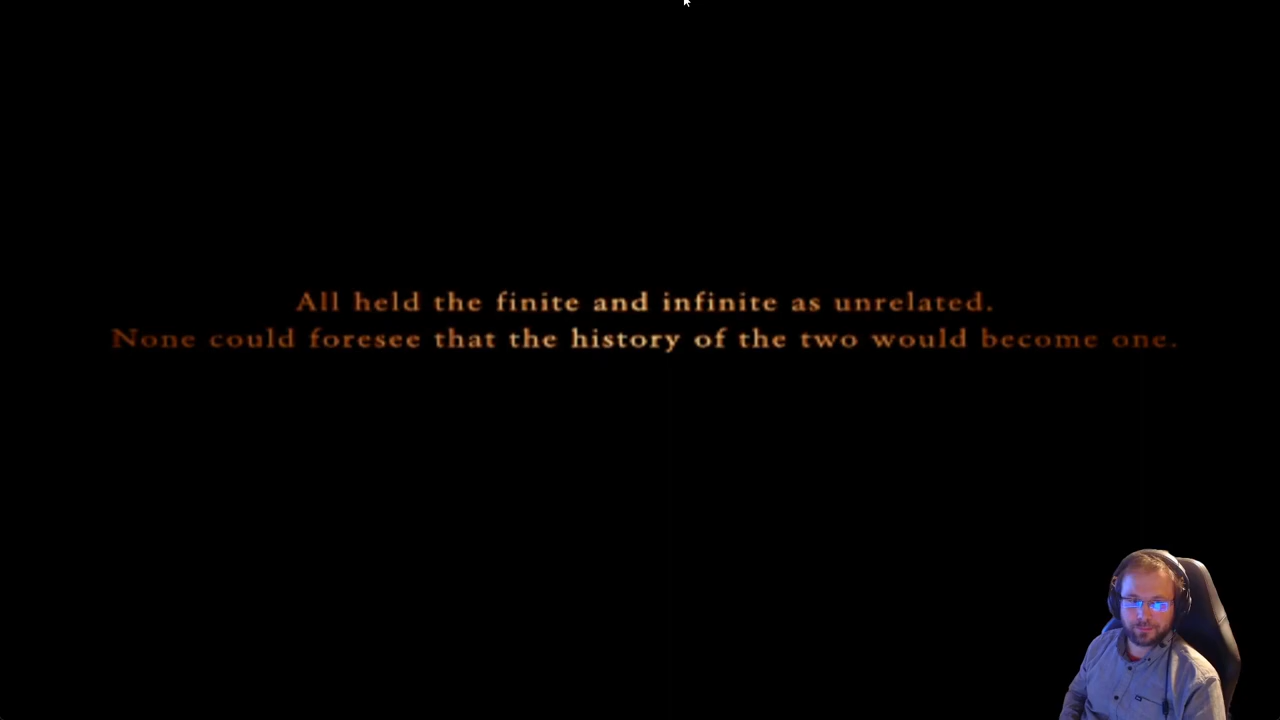 All held the finite and infinite as unrelated.
None could foresee that the history of the two would become one.